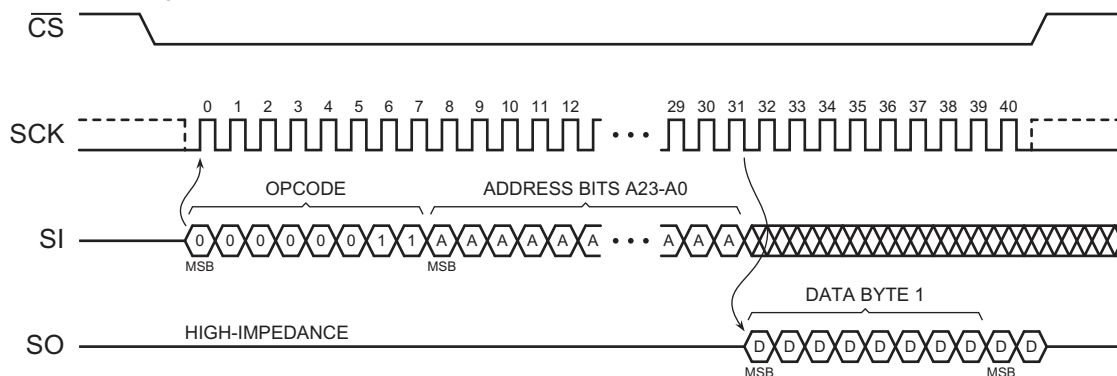 CS
0 1 2 3 4 5 6 7 8 9 10 11 12 29 30 31 32 33 34 35 36 37 38 39 40
SCK
OPCODE ADDRESS BITS A23-A0
SI 0 0 0 0 0 0 1 1 A A A A A A A A A
MSB MSB
DATA BYTE 1
SO HIGH-IMPEDANCE D D D D D D D D D D
MSB MSB